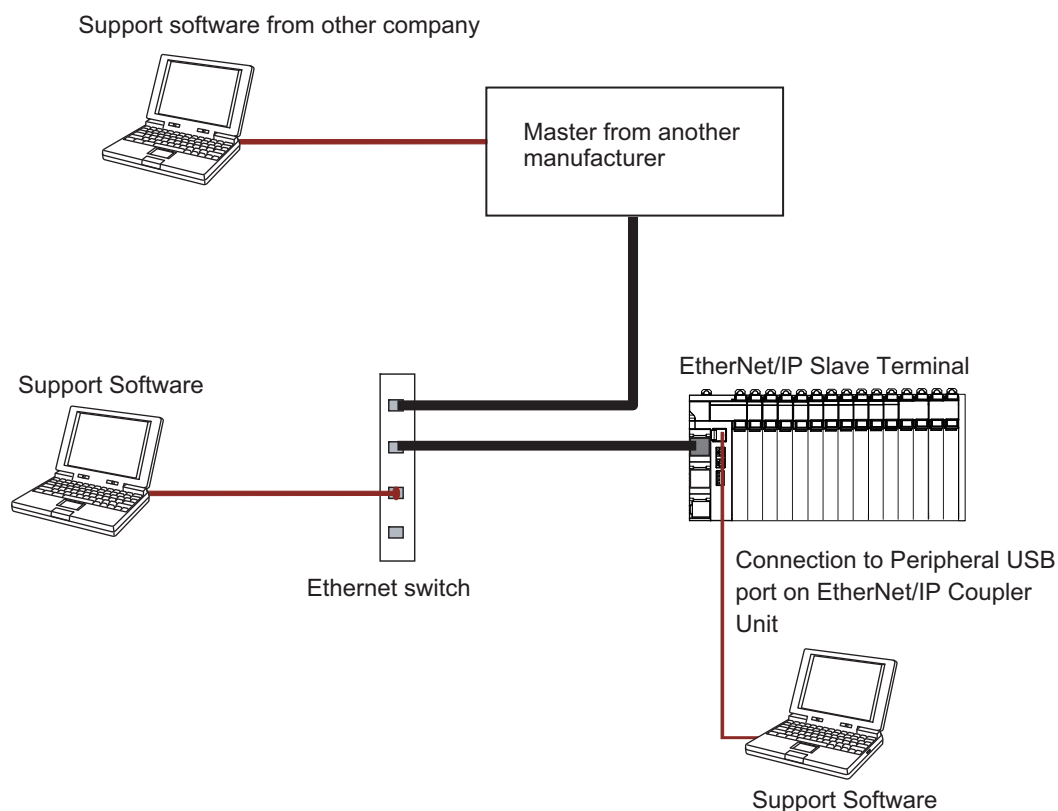 Support software from other company
Master from another
manufacturer
EtherNet/IP Slave Terminal
Support Software
Ethernet switch
Connection to Peripheral USB
port on EtherNet/IP Coupler
Unit
Support Software